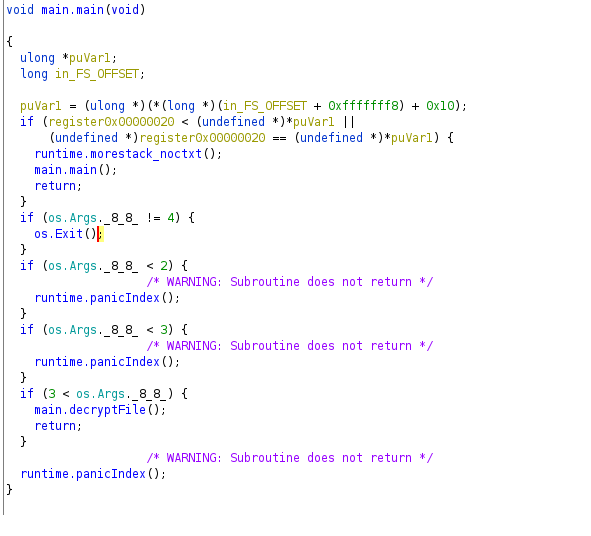 void main.main(void)
{
ulong *puVar1;
long in_FS_OFFSET;
puVar1 = (ulong *)(*(long *)(in_FS_OFFSET + 0xfffffff8) + 0x10);
if (register0x00000020 < (undefined *)*puVar1 ||
(undefined *)register0x00000020 == (undefined *)*puVar1) {
runtime.morestack_noctxt();
main.main();
return;
}
if (os.Args._8_8_ != 4) {
os.Exit();
}
if (os.Args._8_8_ < 2) {
/* WARNING: Subroutine does not return */
runtime.panicIndex();
}
if (os.Args._8_8_ < 3) {
/* WARNING: Subroutine does not return */
runtime.panicIndex();
}
if (3 < os.Args._8_8_) {
main.decryptFile();
return;
}
/* WARNING: Subroutine does not return */
runtime.panicIndex();
}